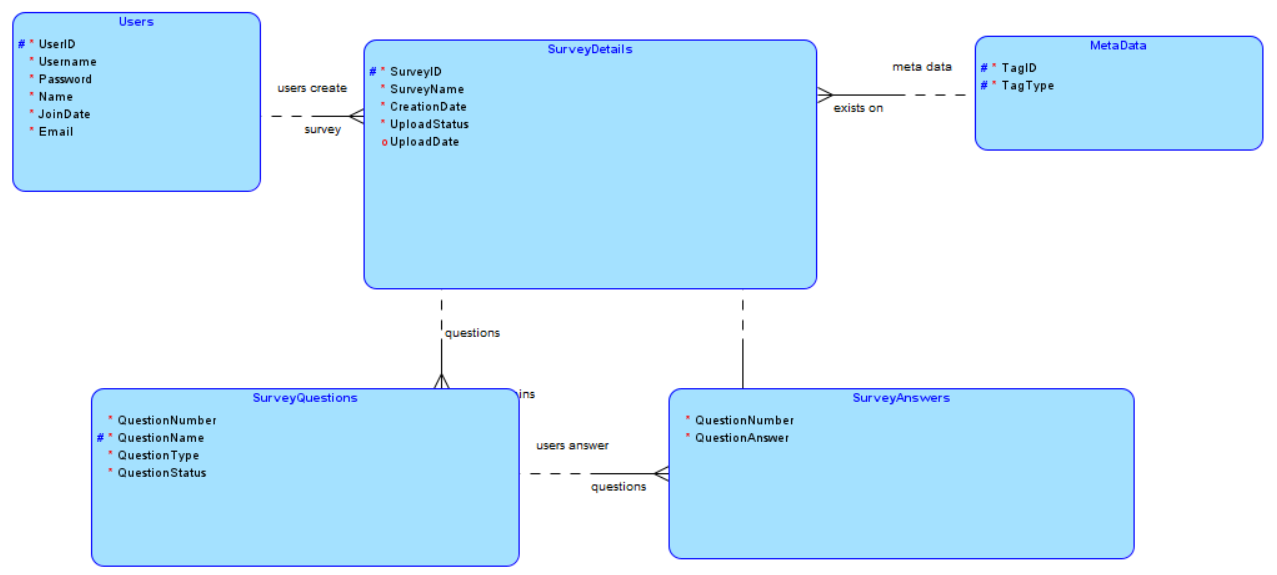 Users
# * UserID
* Username
* Password
* Name
* JoinDate
* Email
users create
survey
SurveyDetails
# * SurveyID
* SurveyName
* CreationDate
* UploadStatus
o UploadDate
meta data
exists on
MetaData
# * TagID
# * TagType
questions
ins
SurveyQuestions
* QuestionNumber
# * QuestionName
* QuestionType
* QuestionStatus
users answer
questions
SurveyAnswers
* QuestionNumber
* QuestionAnswer